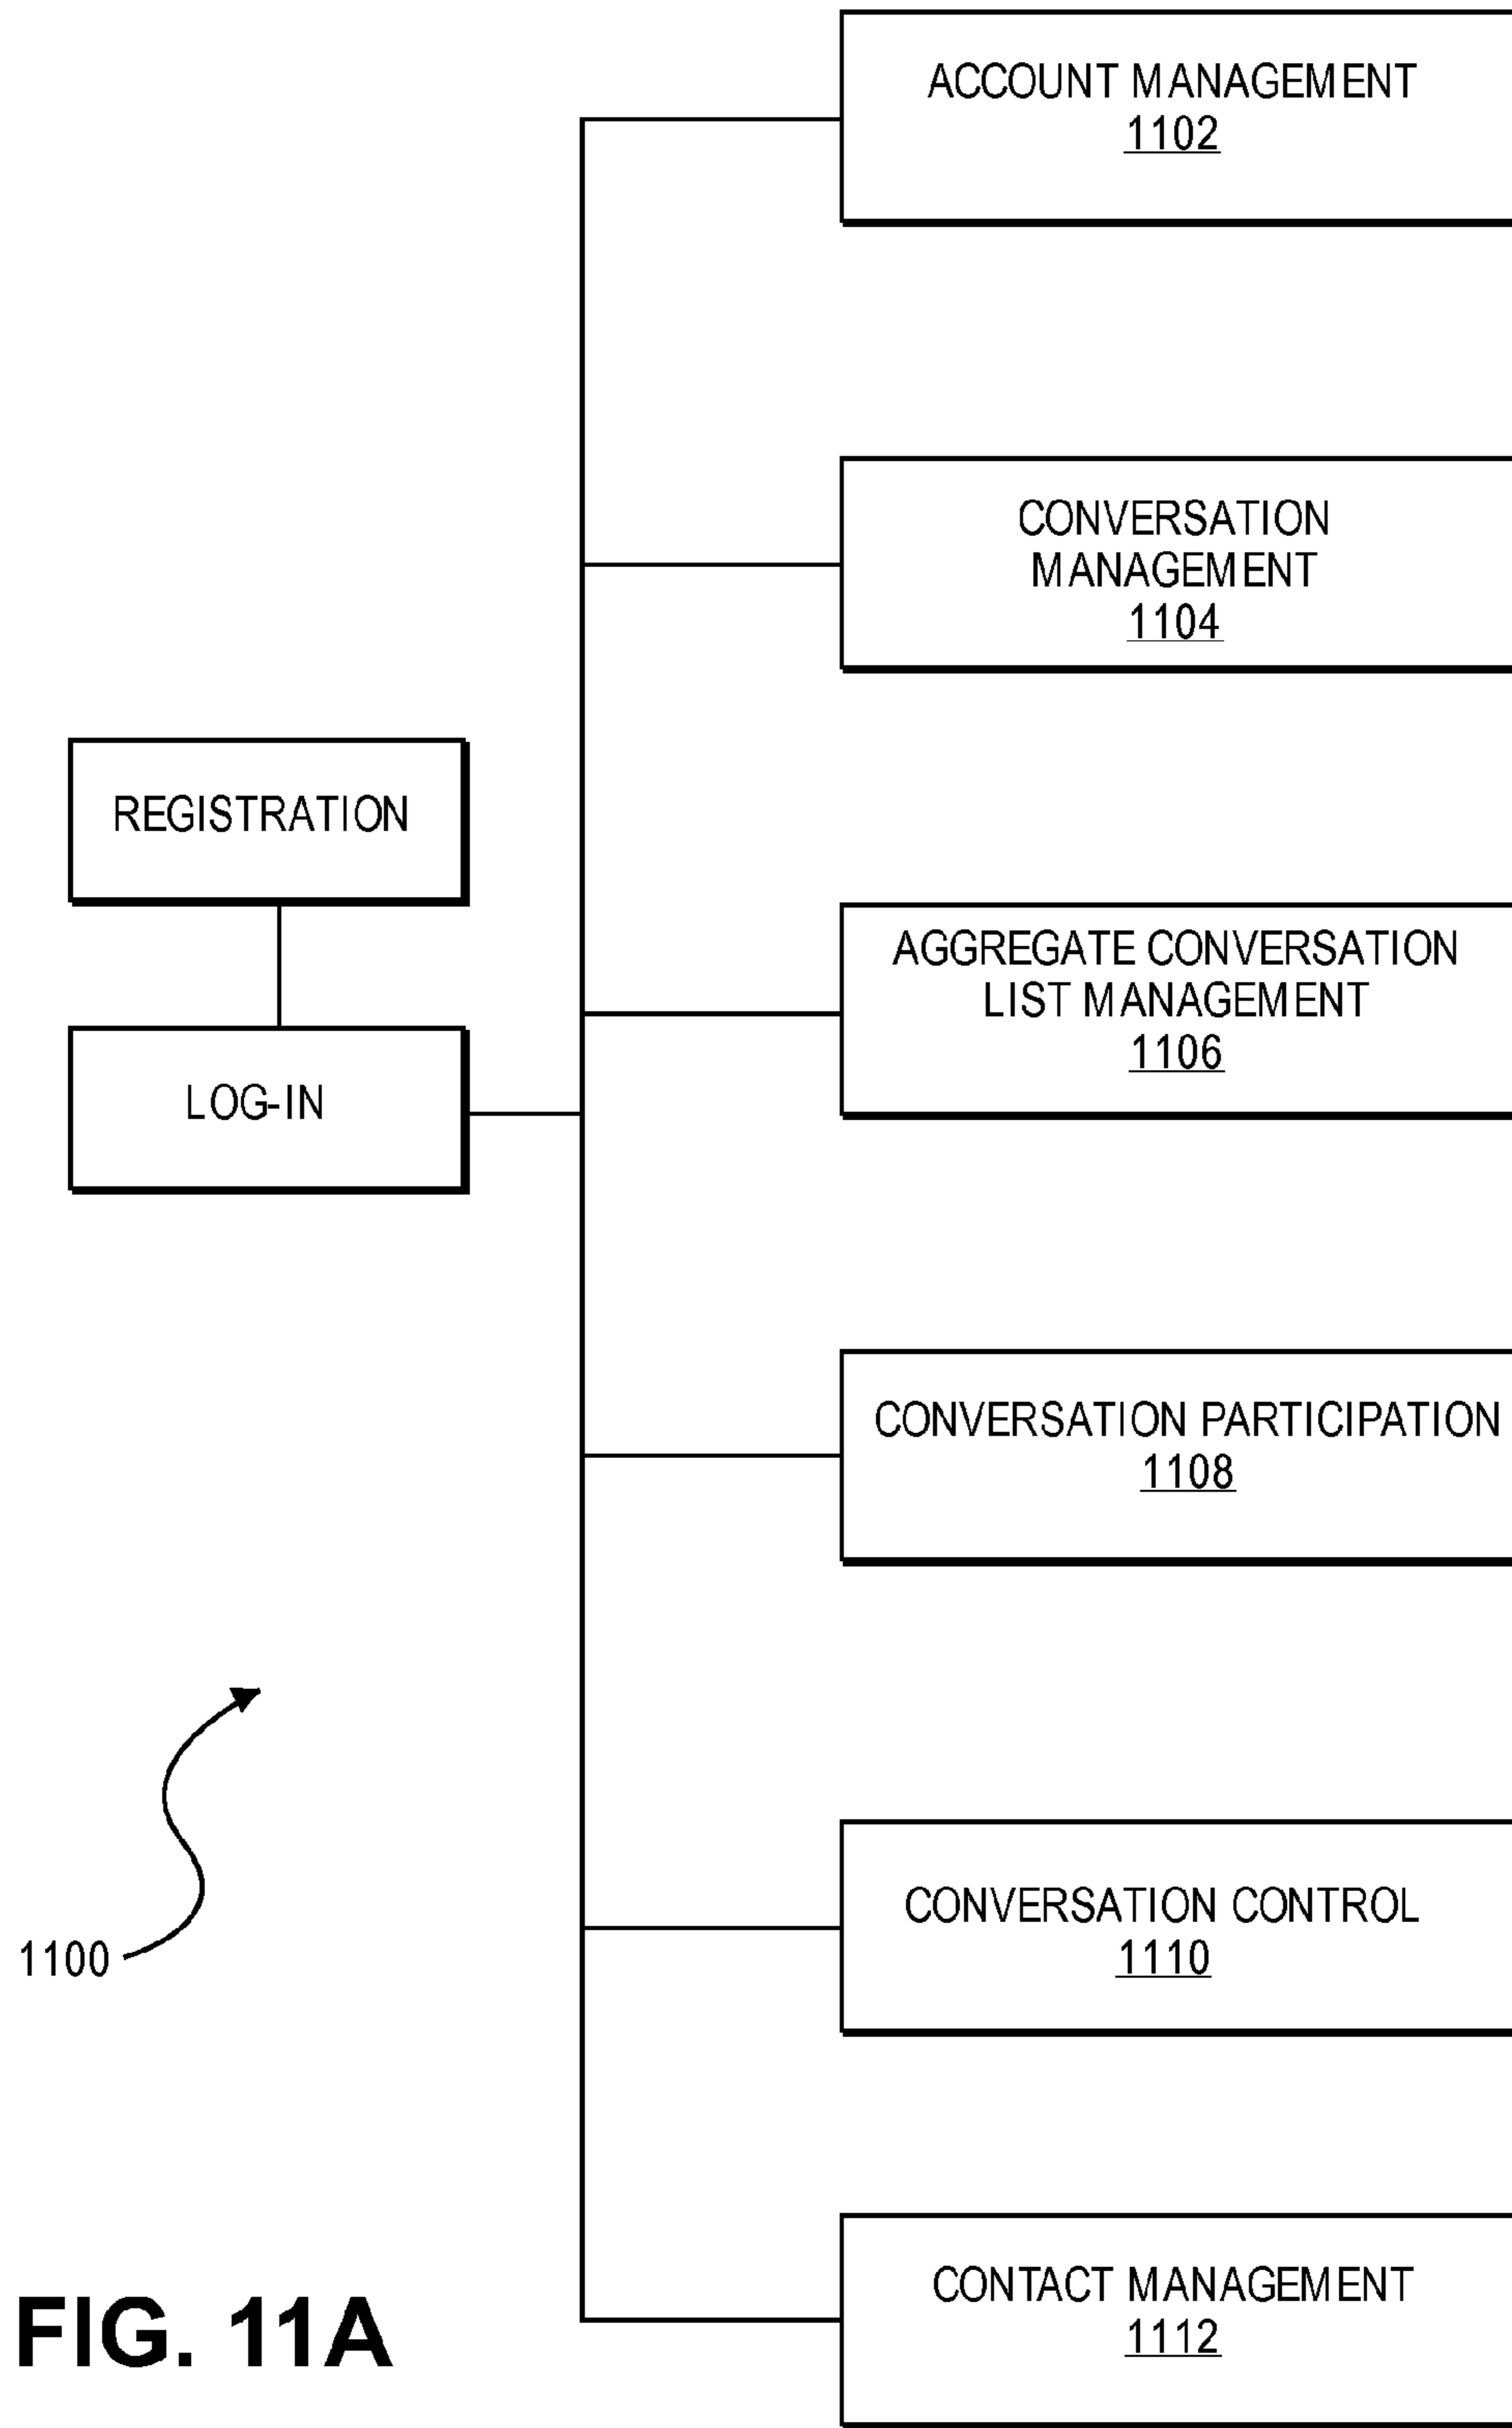 ACCOUNT MANAGEMENT
1102
CONVERSATION
MANAGEMENT
1104
REGISTRATION
AGGREGATE CONVERSATION
LIST MANAGEMENT
1106
LOG-IN
CONVERSATION PARTICIPATION
1108
CONVERSATION CONTROL
1110
1100
CONTACT MANAGEMENT
1112
FIG. 11A